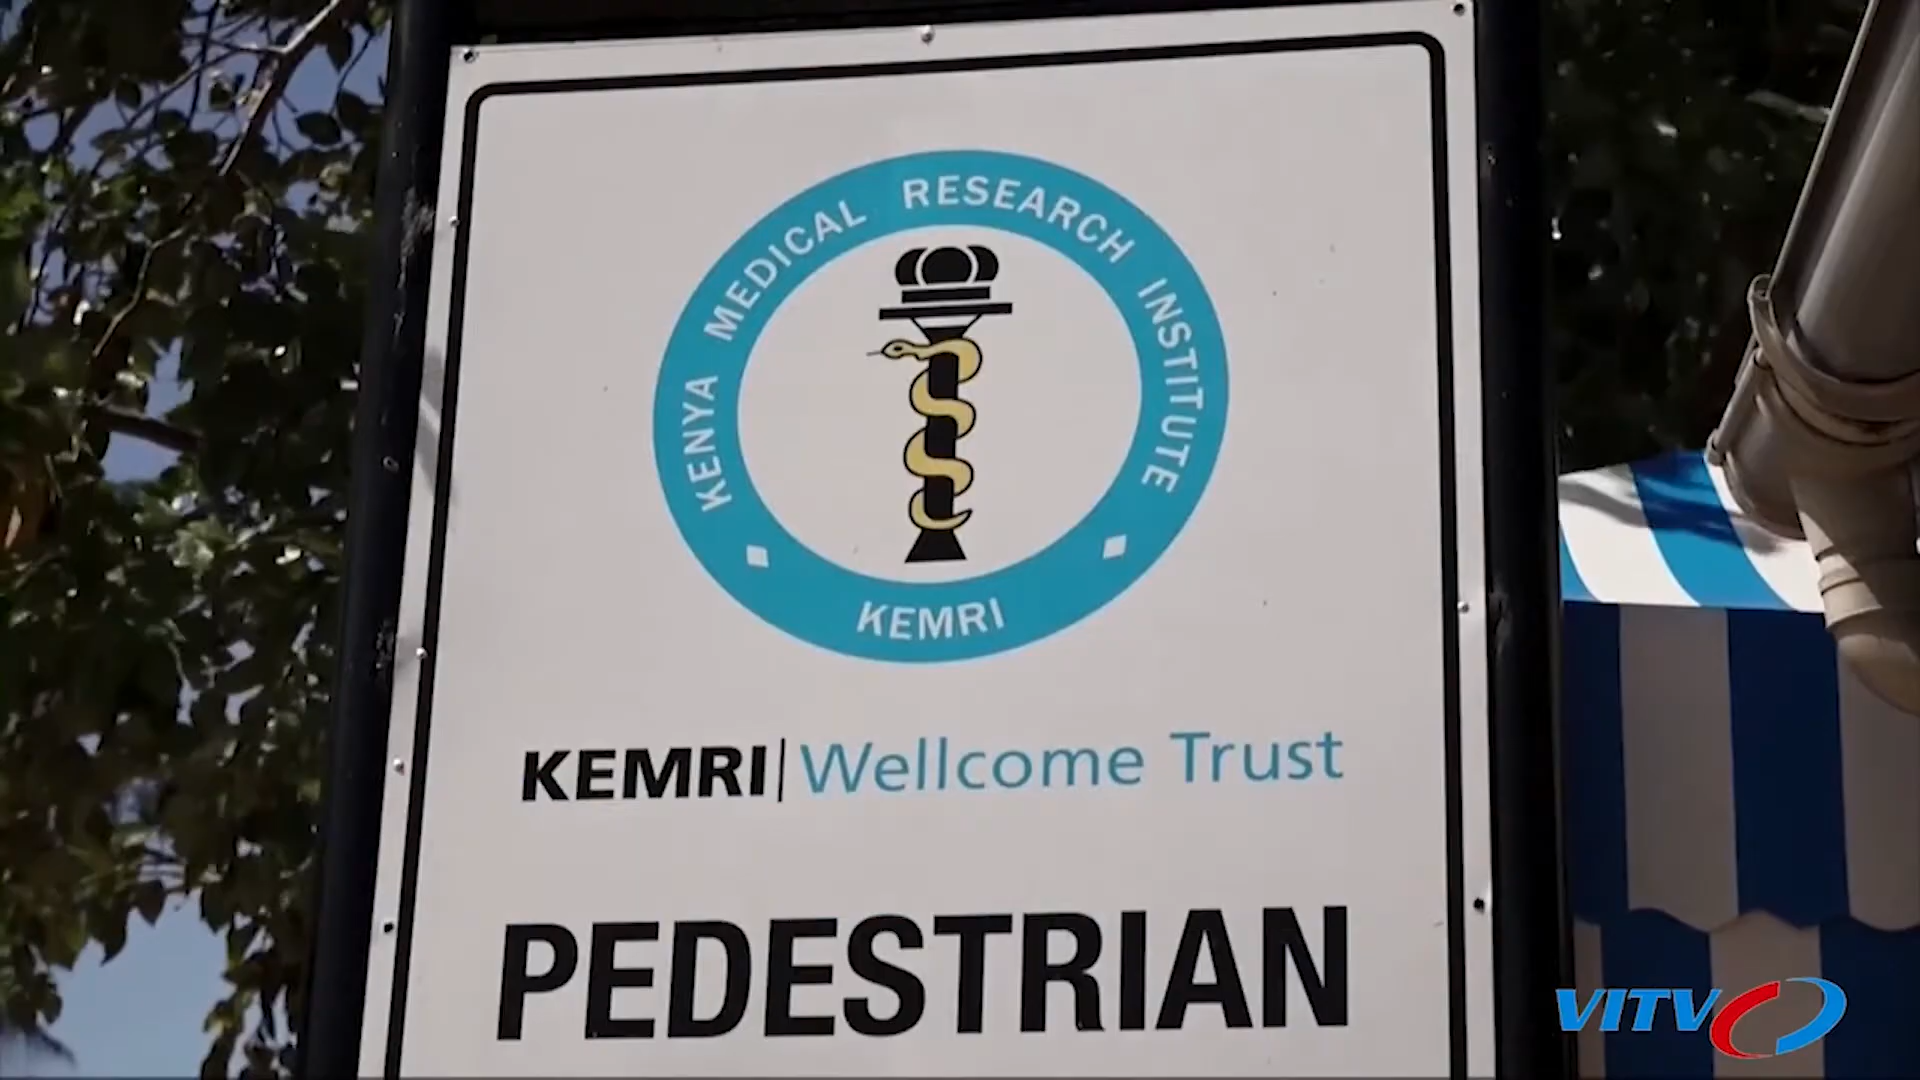 KENYA MEDICAL RESEARCH INSTITUTE
KEMRI
KEMRI|Wellcome Trust
PEDESTRIAN
VITV